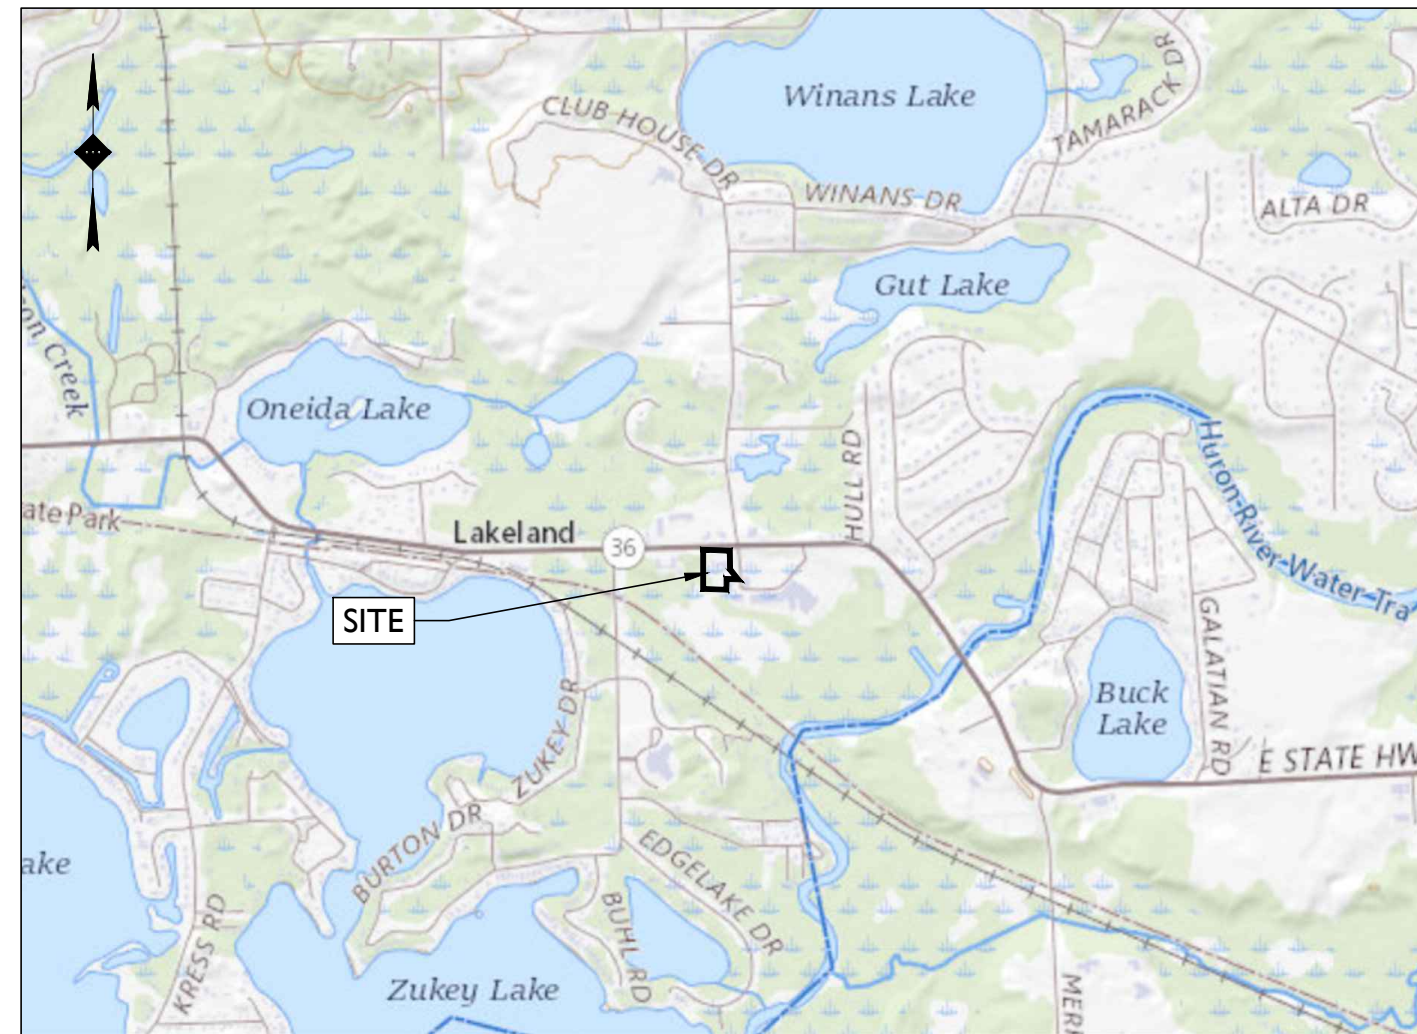 Winans Lake
TAMARACK DR
CLUB HOUSE DR
WINANS DR
ALTA DR
Gut Lake
on Creek
Oneida Lake
HULL RD
Huron-River-Water-Tra
ate Park
Lakeland
36
SITE
GALATIAN RD
Buck
Lake
ZUKEY DR
E STATE HW
BURTON DR
EDGELAKE DR
ake
BUHL RD
KRESS RD
Zukey Lake
MER